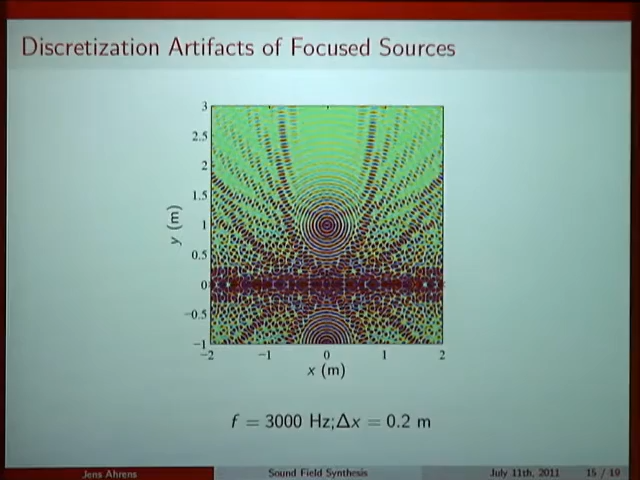 Discretization Artifacts of Focused Sources
3
2.5
2
1.5
1
0.5
0
−0.5
−1
y (m)
−2 −1 0 1 2
x (m)
f = 3000 Hz;Δx = 0.2 m
Jens Ahrens Sound Field Synthesis July 11th, 2011 15 / 19